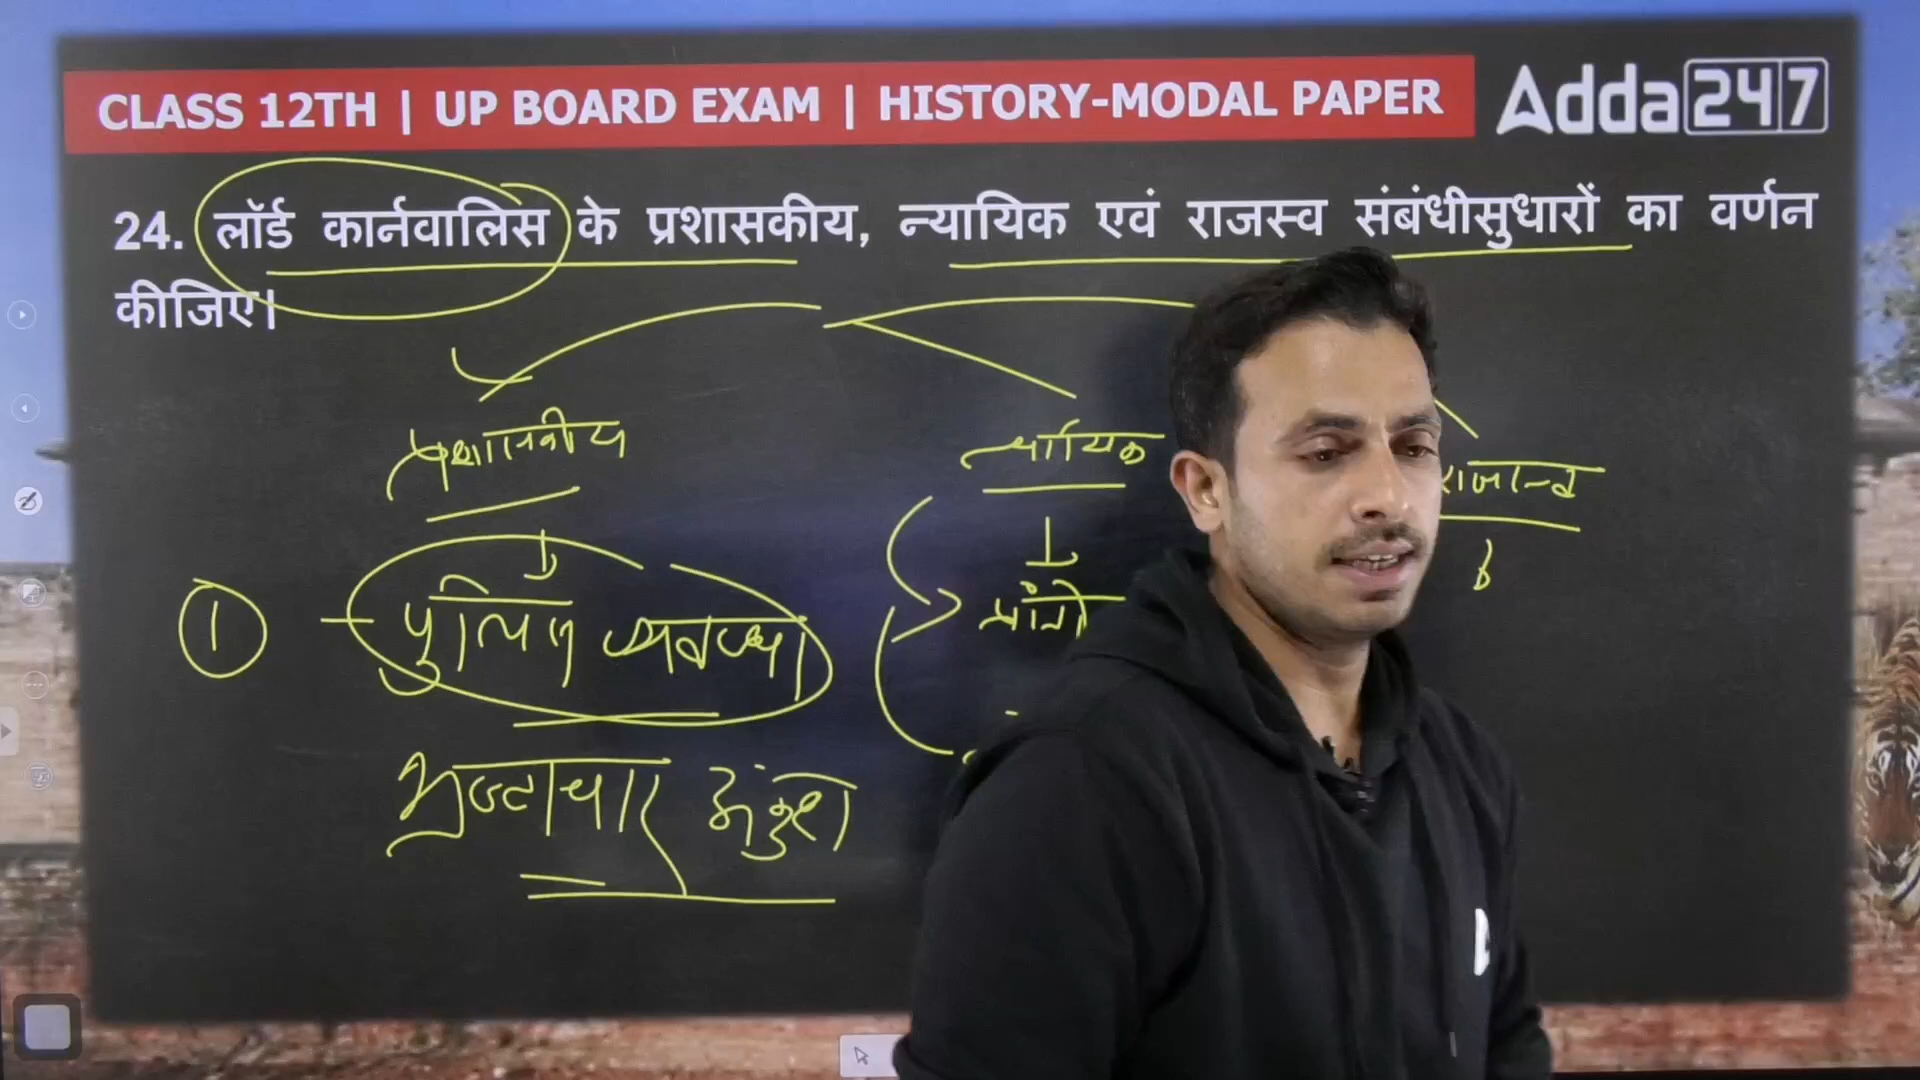 CLASS 12TH | UP BOARD EXAM | HISTORY-MODAL PAPER
Adda247
24. लॉर्ड कार्नवालिस के प्रशासकीय, न्यायिक एवं राजस्व संबंधीसुधारों का वर्णन
कीजिए।
प्रशासकीय न्यायिक राजस्व
1 पुलिस व्यवस्था
भ्रष्टाचार अंकुश